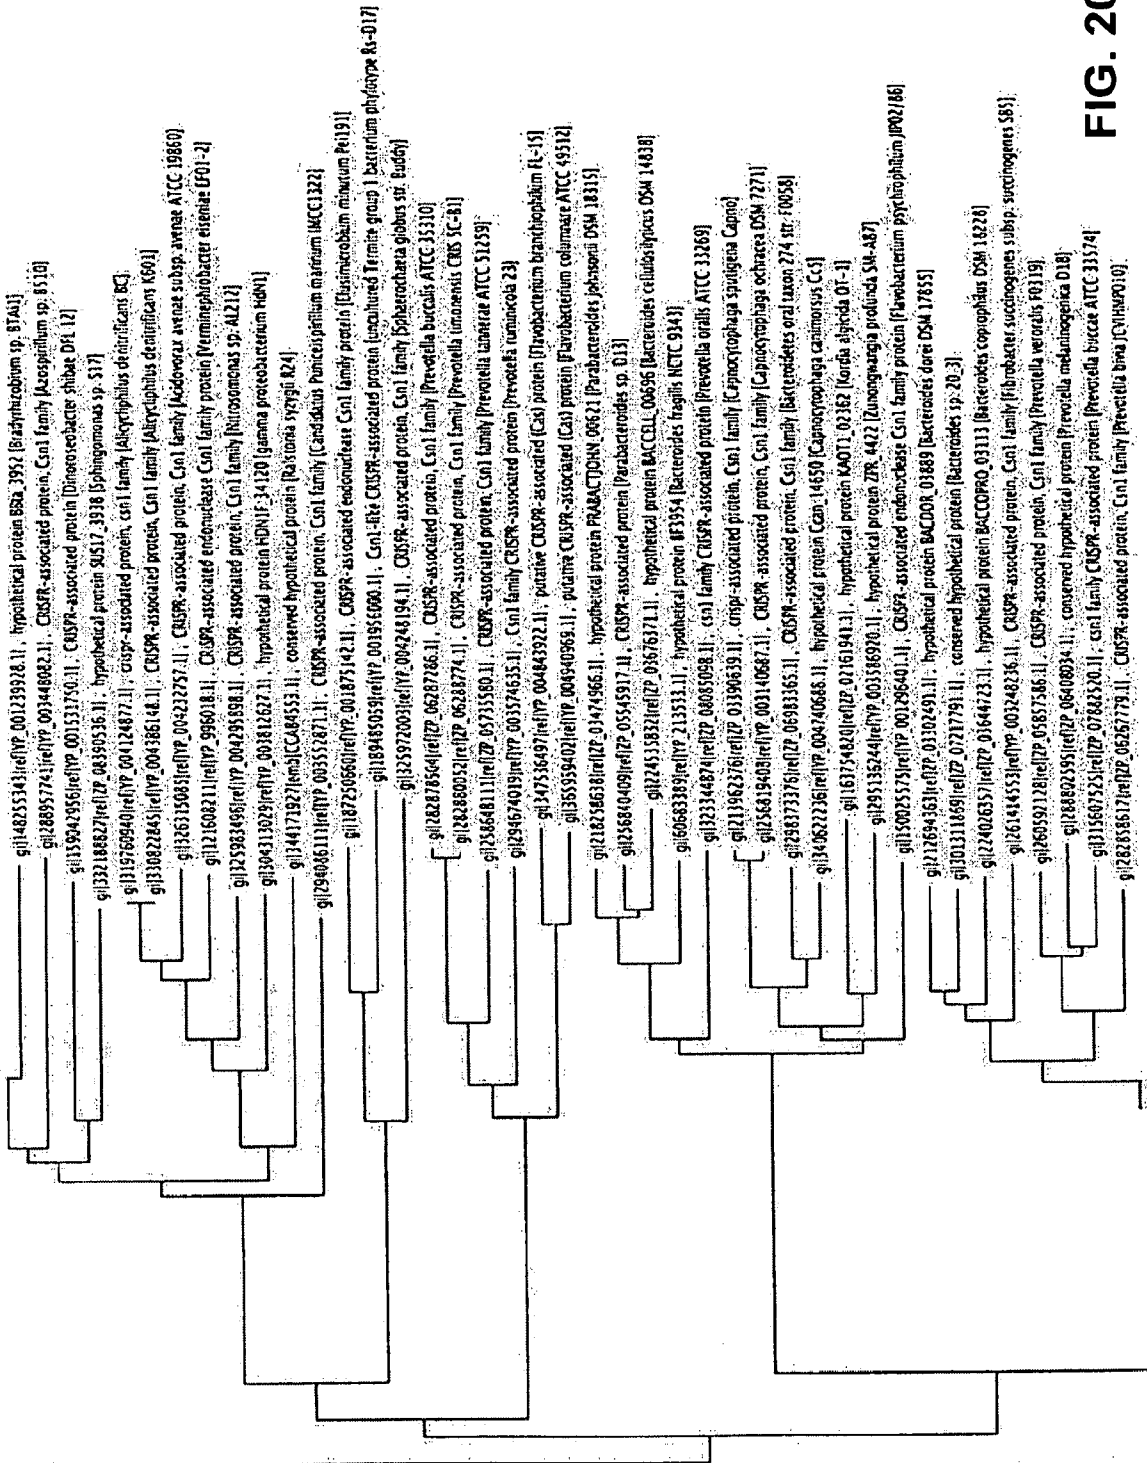 gi|148255343|ref|YP_001239928.1|, hypothetical protein BBta_3952 [Bradyrhizobium sp. BTAi1]
gi|288957741|ref|YP_003448082.1|, CRISPR-associated protein, Csn1 family [Azospirillum sp. B510]
gi|159042956|ref|YP_001531750.1|, CRISPR-associated protein [Dinoroseobacter shibae DFL 12]
gi|332188827|ref|ZP_08390536.1|, hypothetical protein SUS17_3938 [Sphingomonas sp. S17]
gi|319760940|ref|YP_004124877.1|, crispr-associated protein, csn1 family [Alicycliphilus denitrificans BC]
gi|330822845|ref|YP_004386148.1|, CRISPR-associated protein, Csn1 family [Alicycliphilus denitrificans K601]
gi|326315085|ref|YP_004232757.1|, CRISPR-associated protein, Csn1 family [Acidovorax avenae subsp. avenae ATCC 19860]
gi|121608211|ref|YP_996018.1|, CRISPR-associated endonuclease Csn1 family protein [Verminephrobacter eiseniae EF01-2]
gi|325983496|ref|YP_004295898.1|, CRISPR-associated protein, Csn1 family [Nitrosomonas sp. AL212]
gi|304313029|ref|YP_003812627.1|, hypothetical protein HDN1F-34120 [gamma proteobacterium HdN1]
gi|344171927|emb|CCA84553.1|, conserved hypothetical protein [Ralstonia syzygii R24]
gi|294086111|ref|YP_003552871.1|, CRISPR-associated protein, Csn1 family [Candidatus Puniceispirillum marinum IMCC1322]
gi|187250660|ref|YP_001875142.1|, CRISPR-associated endonuclease Csn1 family protein [Elusimicrobium minutum Pei191]
gi|189485059|ref|YP_001956000.1|, Csn1-like CRISPR-associated protein [uncultured Termite group 1 bacterium phylotype Rs-D17]
gi|325972003|ref|YP_004248194.1|, CRISPR-associated protein, Csn1 family [Sphaerochaeta globus str. Buddy]
gi|282878504|ref|ZP_06287286.1|, CRISPR-associated protein, Csn1 family [Prevotella buccalis ATCC 35310]
gi|282880052|ref|ZP_06288774.1|, CRISPR-associated protein, Csn1 family [Prevotella timonensis CRIS 5C-B1]
gi|258648111|ref|ZP_05735580.1|, CRISPR-associated protein, Csn1 family [Prevotella tannerae ATCC 51259]
gi|294674019|ref|YP_003574635.1|, Csn1 family CRISPR-associated protein [Prevotella ruminicola 23]
gi|347536497|ref|YP_004843922.1|, putative CRISPR-associated (Cas) protein [Flavobacterium branchiophilum FL-15]
gi|365959402|ref|YP_004940969.1|, putative CRISPR-associated (Cas) protein [Flavobacterium columnare ATCC 49512]
gi|218258638|ref|ZP_03474966.1|, hypothetical protein PRABACTJOHN_00621 [Parabacteroides johnsonii DSM 18315]
gi|256840409|ref|ZP_05545917.1|, CRISPR-associated protein [Parabacteroides sp. D13]
gi|224535832|ref|ZP_03676371.1|, hypothetical protein BACCELL_00696 [Bacteroides cellulosilyticus DSM 14838]
gi|60683389|ref|YP_213533.1|, hypothetical protein BF3954 [Bacteroides fragilis NCTC 9343]
gi|323344874|ref|ZP_08085098.1|, csn1 family CRISPR-associated protein [Prevotella oralis ATCC 33269]
gi|213962376|ref|ZP_03390639.1|, crispr-associated protein, Csn1 family [Capnocytophaga sputigena Capno]
gi|256819408|ref|YP_003140687.1|, CRISPR-associated protein, Csn1 family [Capnocytophaga ochracea DSM 7271]
gi|298373376|ref|ZP_06983365.1|, CRISPR-associated protein, Csn1 family [Bacteroidetes oral taxon 274 str. F0058]
gi|340622236|ref|YP_004740688.1|, hypothetical protein Ccan_14650 [Capnocytophaga canimorsus Cc5]
gi|163754820|ref|ZP_02161941.1|, hypothetical protein KAOT1_02362 [Kordia algicida OT-1]
gi|295136244|ref|YP_003586920.1|, hypothetical protein ZPR_4422 [Zunongwangia profunda SM-A87]
gi|150025575|ref|YP_001296401.1|, CRISPR-associated endonuclease Csn1 family protein [Flavobacterium psychrophilum JIP02/86]
gi|212694363|ref|ZP_03302491.1|, hypothetical protein BACDOR_03889 [Bacteroides dorei DSM 17855]
gi|301311869|ref|ZP_07217791.1|, conserved hypothetical protein [Bacteroides sp. 20_3]
gi|224026357|ref|ZP_03644723.1|, hypothetical protein BACCOPRO_03113 [Bacteroides coprophilus DSM 18228]
gi|261414553|ref|YP_003248236.1|, CRISPR-associated protein, Csn1 family [Fibrobacter succinogenes subsp. succinogenes S85]
gi|260592128|ref|ZP_05857586.1|, CRISPR-associated protein, Csn1 family [Prevotella veroralis F0319]
gi|288802595|ref|ZP_06408034.1|, conserved hypothetical protein [Prevotella melaninogenica D18]
gi|315607525|ref|ZP_07882520.1|, csn1 family CRISPR-associated protein [Prevotella buccae ATCC 33574]
gi|282858617|ref|ZP_06267779.1|, CRISPR-associated protein, Csn1 family [Prevotella bivia JCVIHMP010]